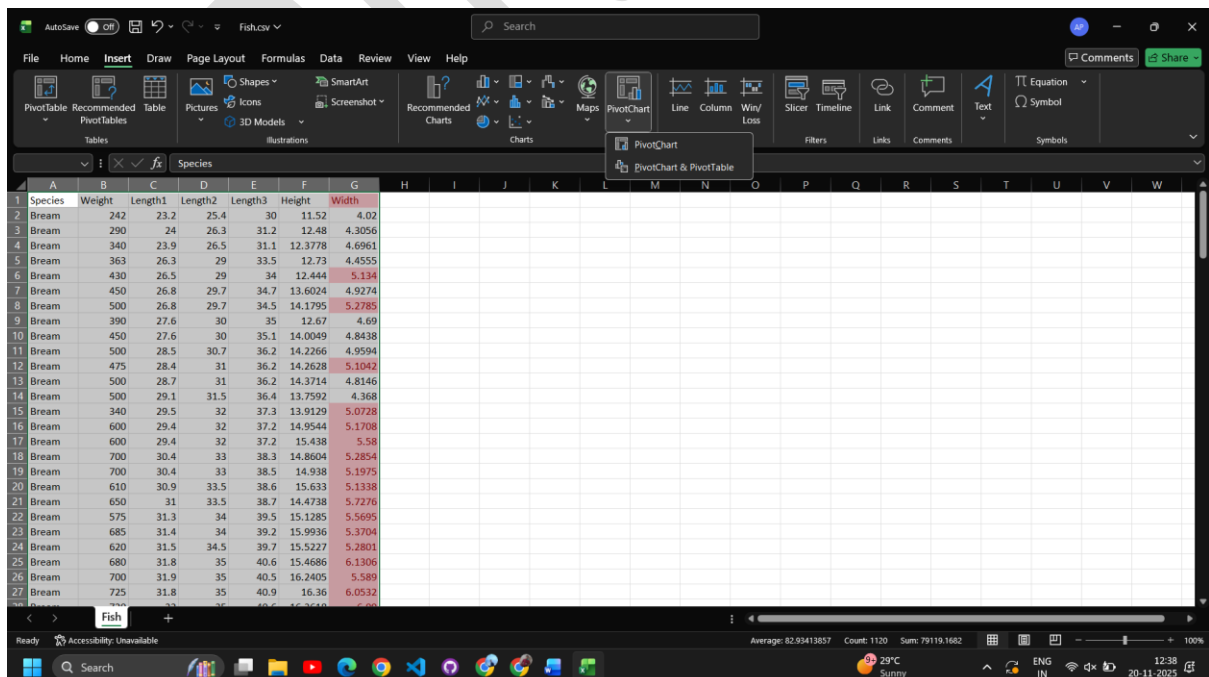 AutoSave Off Fish.csv Search AP
File Home Insert Draw Page Layout Formulas Data Review View Help Comments Share
PivotTable Recommended PivotTables Table Pictures Shapes Icons 3D Models SmartArt Screenshot Recommended Charts Maps PivotChart Line Column Win/Loss Slicer Timeline Link Comment Text Equation Symbol
Tables Illustrations Charts Filters Links Comments Symbols
PivotChart
PivotChart & PivotTable
fx Species
A B C D E F G H I J K L M N O P Q R S T U V W
1 Species Weight Length1 Length2 Length3 Height Width
2 Bream 242 23.2 25.4 30 11.52 4.02
3 Bream 290 24 26.3 31.2 12.48 4.3056
4 Bream 340 23.9 26.5 31.1 12.3778 4.6961
5 Bream 363 26.3 29 33.5 12.73 4.4555
6 Bream 430 26.5 29 34 12.444 5.134
7 Bream 450 26.8 29.7 34.7 13.6024 4.9274
8 Bream 500 26.8 29.7 34.5 14.1795 5.2785
9 Bream 390 27.6 30 35 12.67 4.69
10 Bream 450 27.6 30 35.1 14.0049 4.8438
11 Bream 500 28.5 30.7 36.2 14.2266 4.9594
12 Bream 475 28.4 31 36.2 14.2628 5.1042
13 Bream 500 28.7 31 36.2 14.3714 4.8146
14 Bream 500 29.1 31.5 36.4 13.7592 4.368
15 Bream 340 29.5 32 37.3 13.9129 5.0728
16 Bream 600 29.4 32 37.2 14.9544 5.1708
17 Bream 600 29.4 32 37.2 15.438 5.58
18 Bream 700 30.4 33 38.3 14.8604 5.2854
19 Bream 700 30.4 33 38.5 14.938 5.1975
20 Bream 610 30.9 33.5 38.6 15.633 5.1338
21 Bream 650 31 33.5 38.7 14.4738 5.7276
22 Bream 575 31.3 34 39.5 15.1285 5.5695
23 Bream 685 31.4 34 39.2 15.9936 5.3704
24 Bream 620 31.5 34.5 39.7 15.5227 5.2801
25 Bream 680 31.8 35 40.6 15.4686 6.1306
26 Bream 700 31.9 35 40.5 16.2405 5.589
27 Bream 725 31.8 35 40.9 16.36 6.0532
Fish
Ready Accessibility: Unavailable Average: 82.93413857 Count: 1120 Sum: 79119.1682 100%
Search 9+ 29°C Sunny ENG IN 12:38 20-11-2025